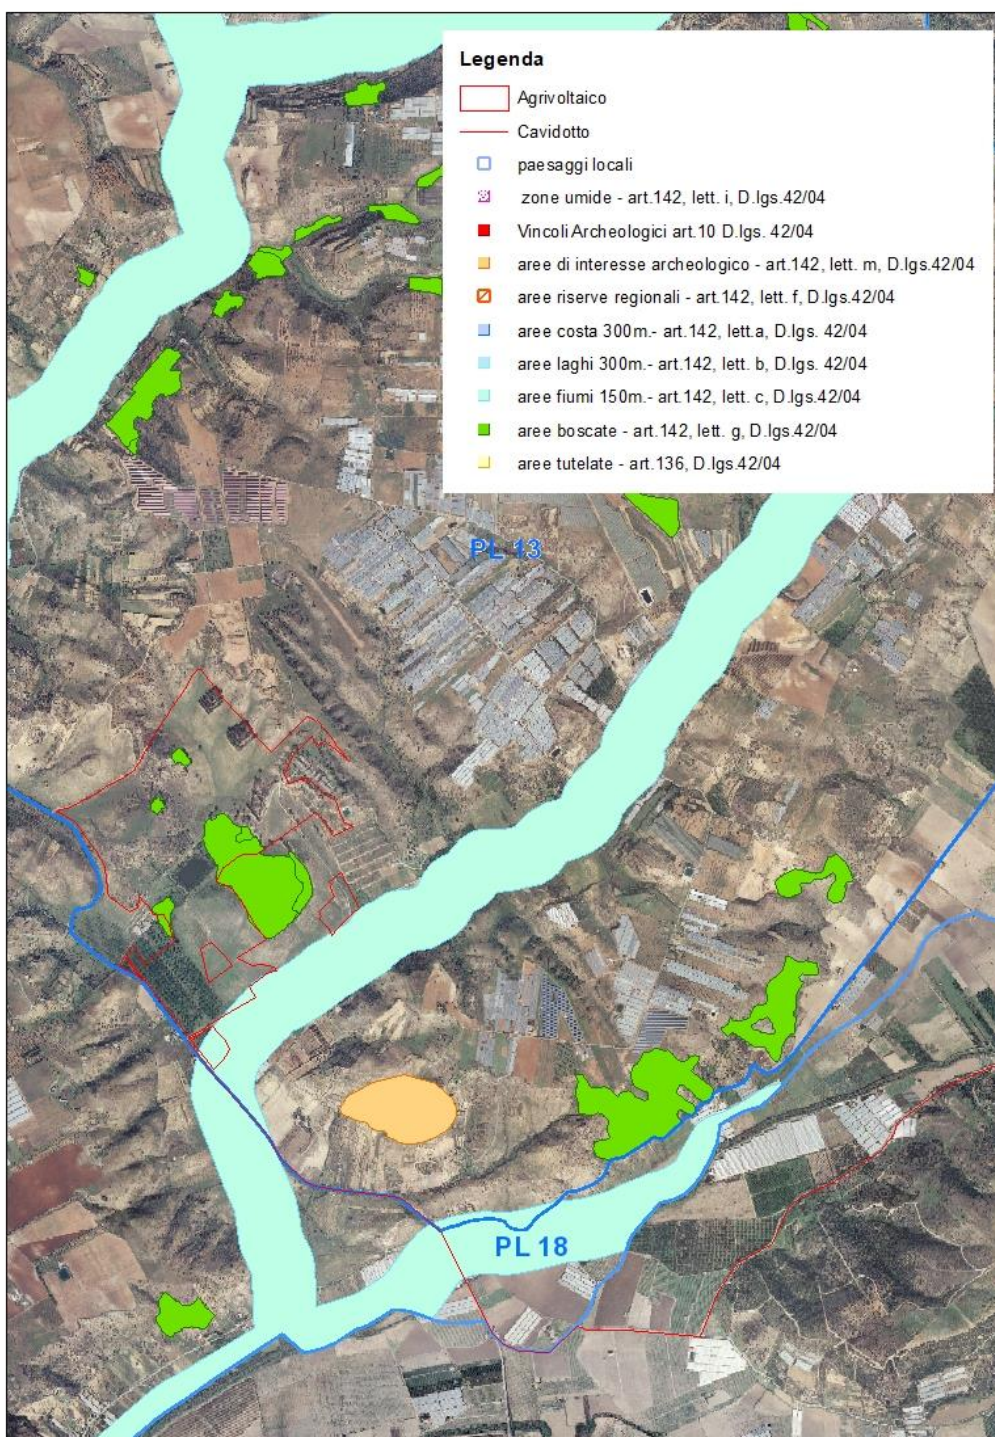 Legenda
Agrivoltaico
Cavidotto
paesaggi locali
zone umide - art.142, lett. i, D.lgs.42/04
Vincoli Archeologici art.10 D.lgs. 42/04
aree di interesse archeologico - art.142, lett. m, D.lgs.42/04
aree riserve regionali - art.142, lett. f, D.lgs.42/04
aree costa 300m.- art.142, lett.a, D.lgs. 42/04
aree laghi 300m.- art.142, lett. b, D.lgs. 42/04
aree fiumi 150m.- art.142, lett. c, D.lgs.42/04
aree boscate - art.142, lett. g, D.lgs.42/04
aree tutelate - art.136, D.lgs.42/04
PL 13
PL 18